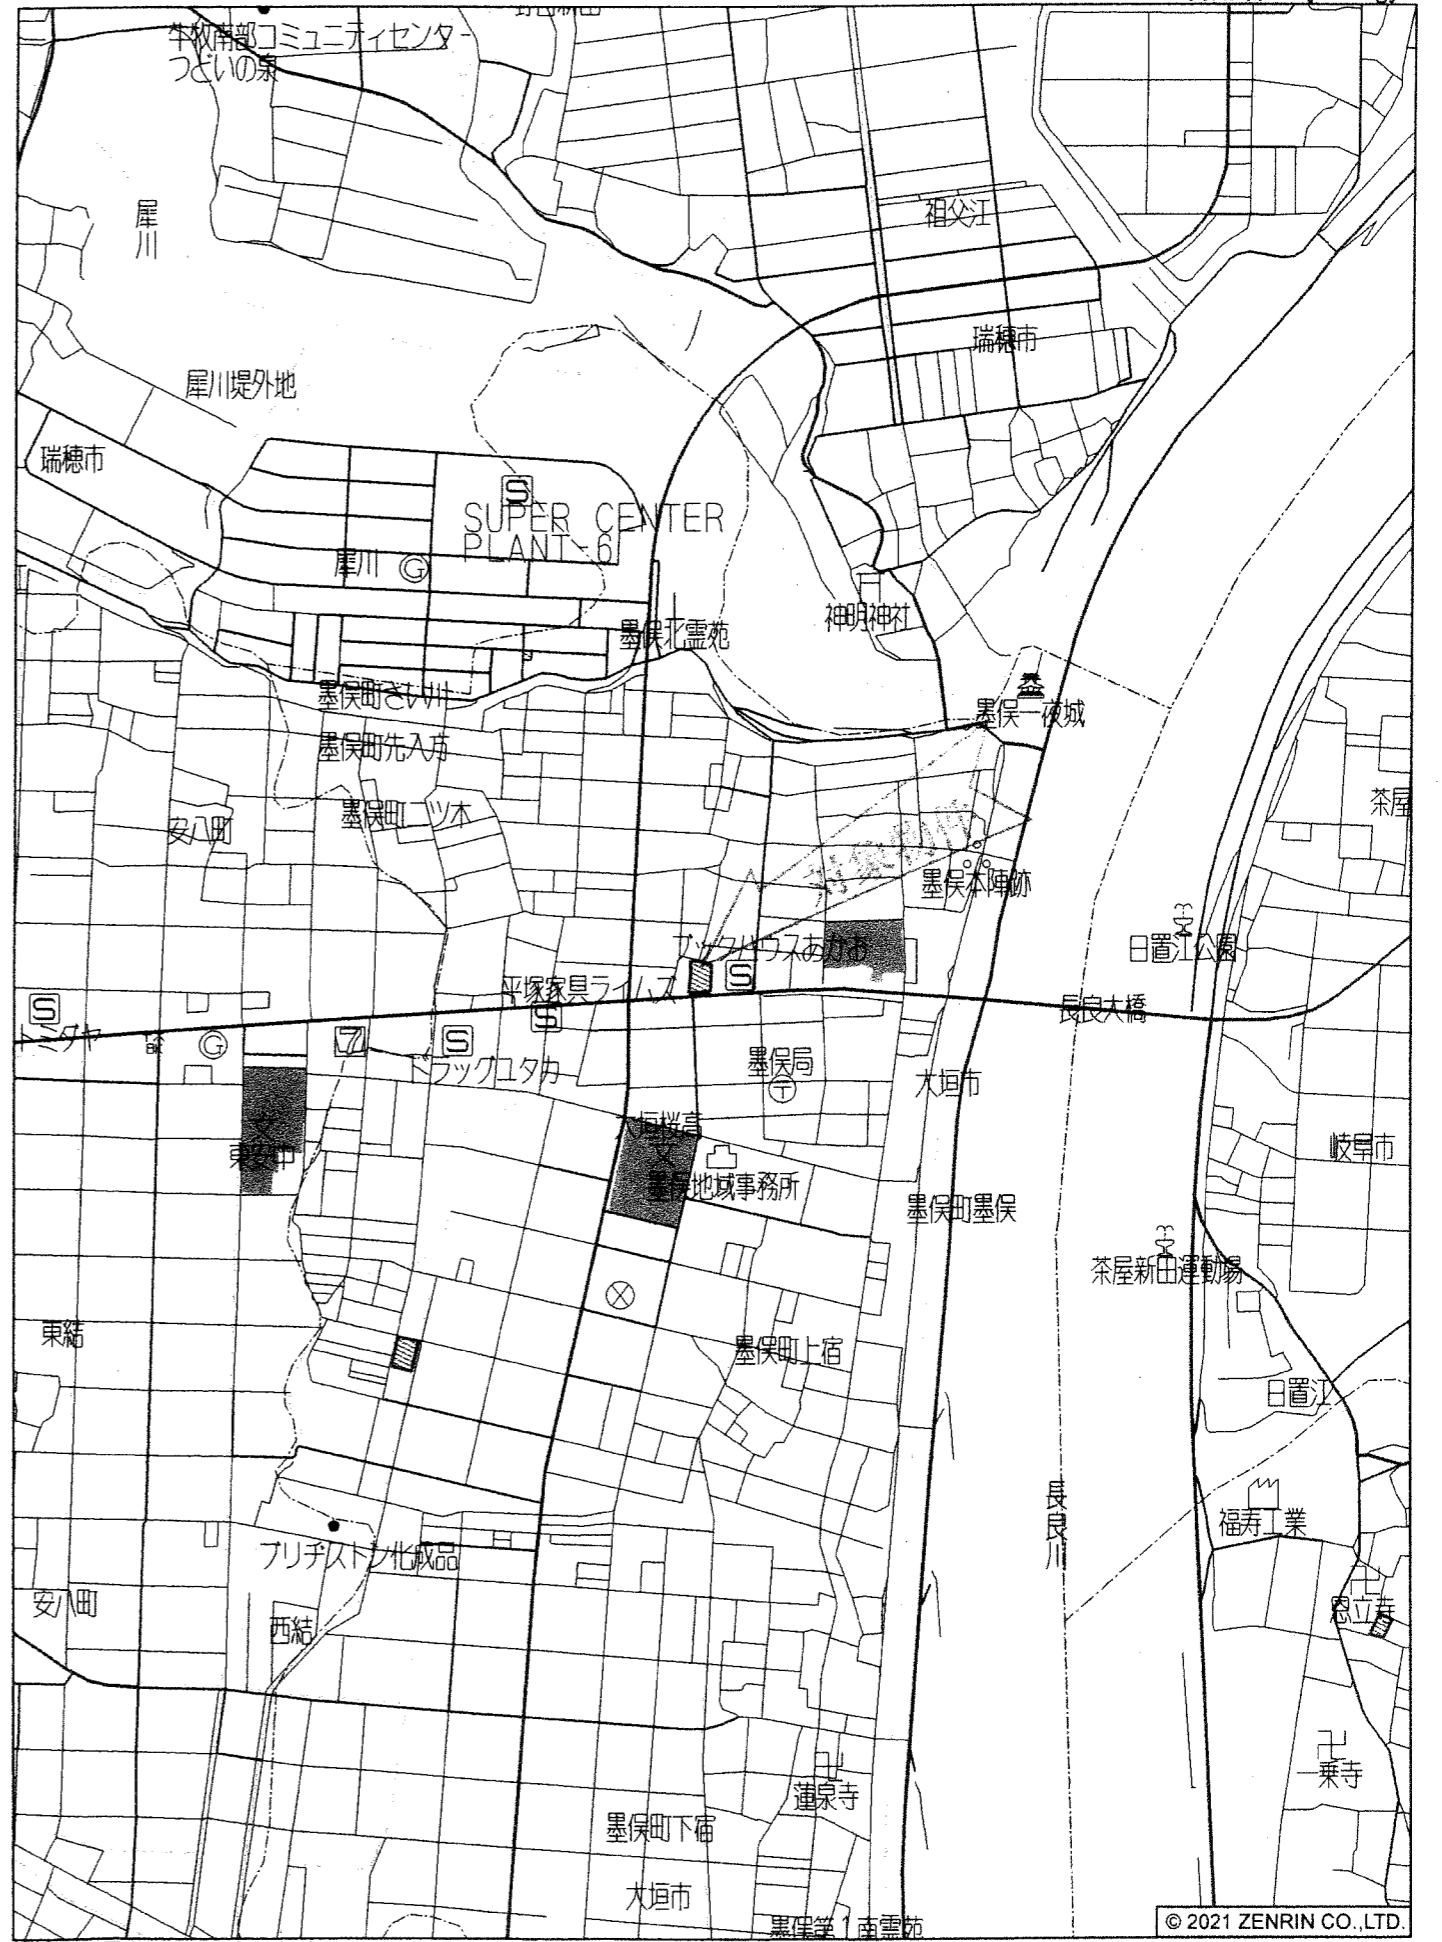 牛牧南部コミュニティセンター
つどいの泉
犀川
祖父江
瑞穂市
犀川堤外地
瑞穂市
S
SUPER CENTER
PLANT-6
犀川
G
墨俣北霊苑
神明神社
墨俣町さい川
墨俣一夜城
墨俣町先入方
墨俣町二ツ木
安八町
茶屋
墨俣本陣跡
ブックハウスあかお
日置江公園
平塚家具ライハス
S
S
S
長良大橋
トミダヤ
G
7
S
ドラッグユタカ
墨俣局
〒
大垣市
大垣桜高
文
文
東安中
岐阜市
墨俣地域事務所
墨俣町墨俣
茶屋新田運動場
東結
墨俣町上宿
日置江
長良川
福寿工業
ブリヂストン化成品
安八町
恩立寺
西結
一乗寺
蓮泉寺
墨俣町下宿
大垣市
墨俣第1南霊苑
© 2021 ZENRIN CO.,LTD.